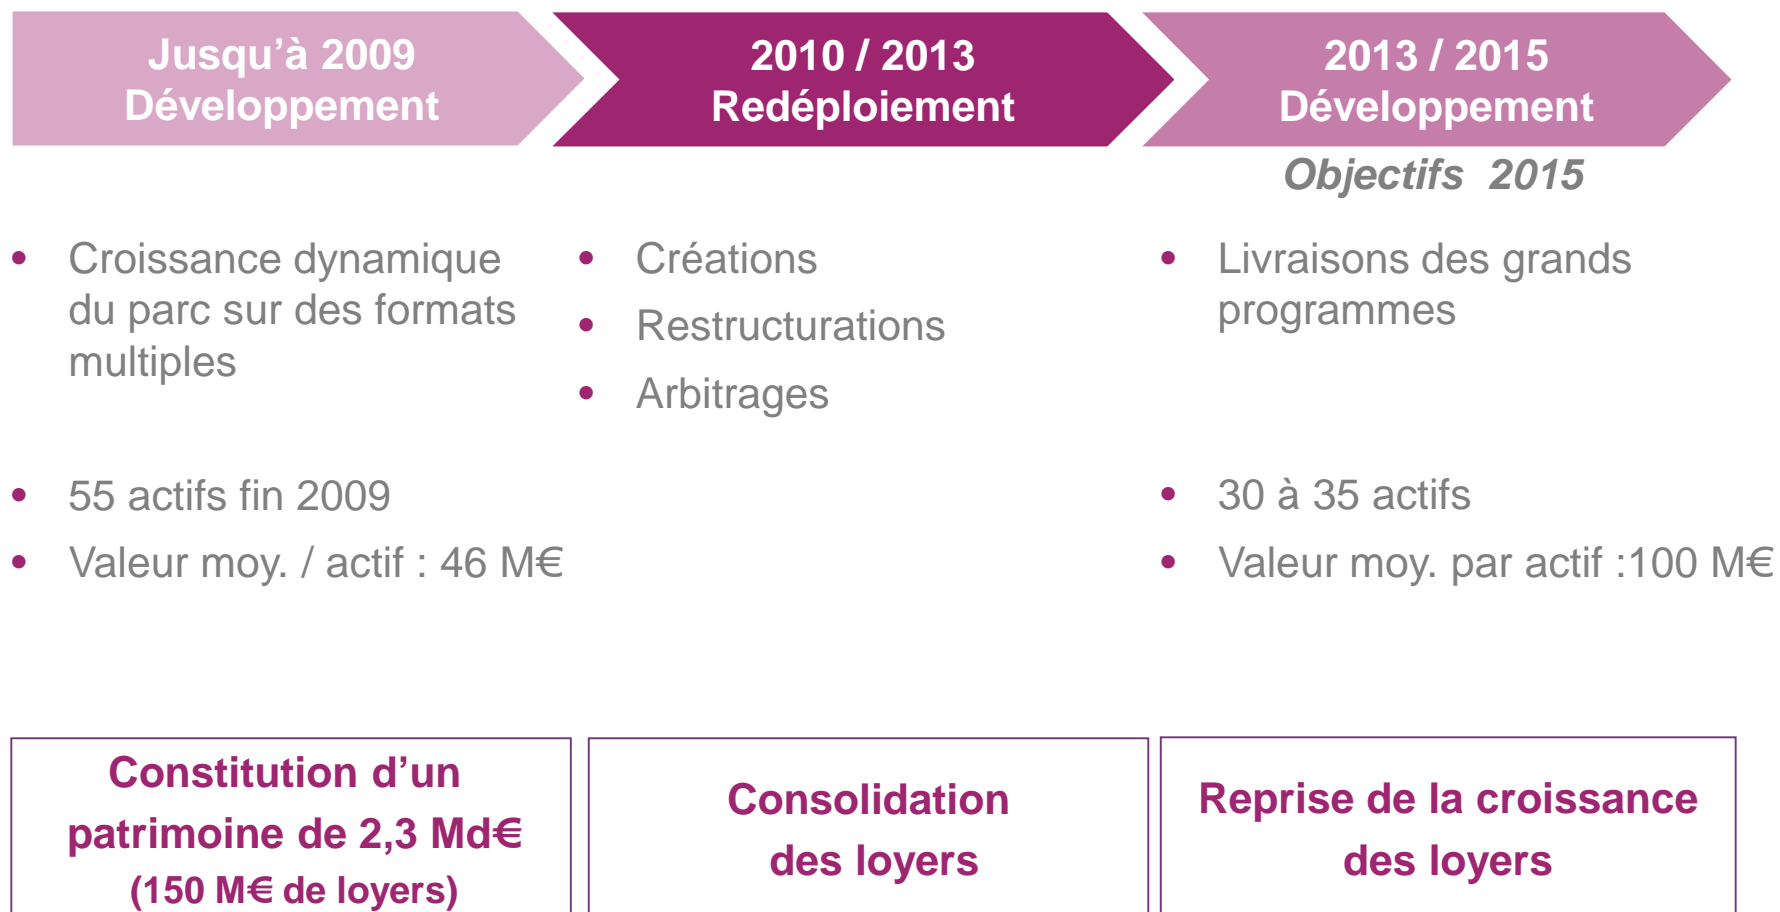 Jusqu’à 2009
Développement
2010 / 2013
Redéploiement
2013 / 2015
Développement
Objectifs 2015
• Croissance dynamique
du parc sur des formats
multiples
• 55 actifs fin 2009
• Valeur moy. / actif : 46 M€
• Créations
• Restructurations
• Arbitrages
• Livraisons des grands
programmes
• 30 à 35 actifs
• Valeur moy. par actif :100 M€
Constitution d’un
patrimoine de 2,3 Md€
(150 M€ de loyers)
Consolidation
des loyers
Reprise de la croissance
des loyers